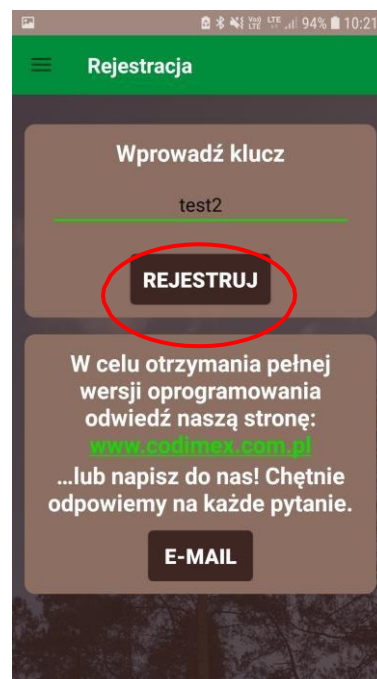 94% 10:21
Rejestracja
Wprowadź klucz
test2
REJESTRUJ
W celu otrzymania pełnej
wersji oprogramowania
odwiedź naszą stronę:
www.codimex.com.pl
...lub napisz do nas! Chętnie
odpowiemy na każde pytanie.
E-MAIL